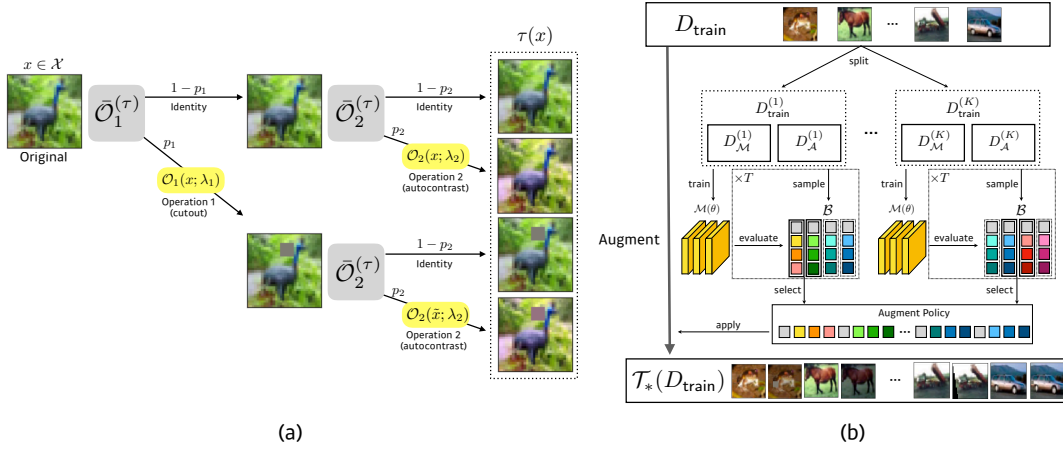 τ(x)
x ∈ 𝒳
Original
Ō₁^(τ)
1 − p₁
Identity
p₁
𝒪₁(x; λ₁)
Operation 1
(cutout)
Ō₂^(τ)
1 − p₂
Identity
p₂
𝒪₂(x; λ₂)
Operation 2
(autocontrast)
Ō₂^(τ)
1 − p₂
Identity
p₂
𝒪₂(x̃; λ₂)
Operation 2
(autocontrast)
(a)
D_train
...
split
D_train^(1)
D_ℳ^(1) D_𝒜^(1)
...
D_train^(K)
D_ℳ^(K) D_𝒜^(K)
train
×T
sample
ℳ(θ)
ℬ
evaluate
select
train
×T
sample
ℳ(θ)
ℬ
evaluate
select
Augment
Augment Policy
...
apply
𝒯_*(D_train)
...
(b)